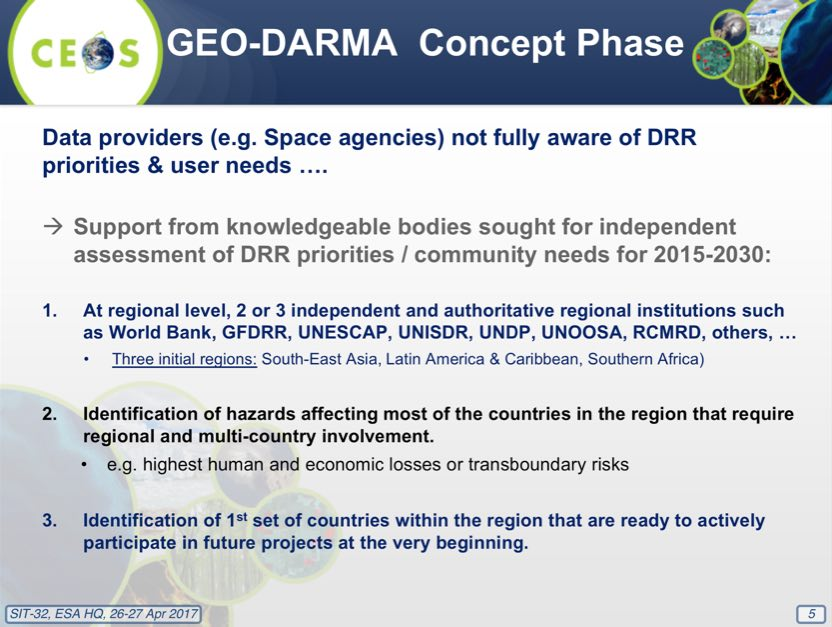 CEOS
GEO-DARMA Concept Phase
Data providers (e.g. Space agencies) not fully aware of DRR
priorities & user needs ….
→ Support from knowledgeable bodies sought for independent
assessment of DRR priorities / community needs for 2015-2030:
1. At regional level, 2 or 3 independent and authoritative regional institutions such
as World Bank, GFDRR, UNESCAP, UNISDR, UNDP, UNOOSA, RCMRD, others, …
• Three initial regions: South-East Asia, Latin America & Caribbean, Southern Africa)
2. Identification of hazards affecting most of the countries in the region that require
regional and multi-country involvement.
• e.g. highest human and economic losses or transboundary risks
3. Identification of 1st set of countries within the region that are ready to actively
participate in future projects at the very beginning.
SIT-32, ESA HQ, 26-27 Apr 2017
5